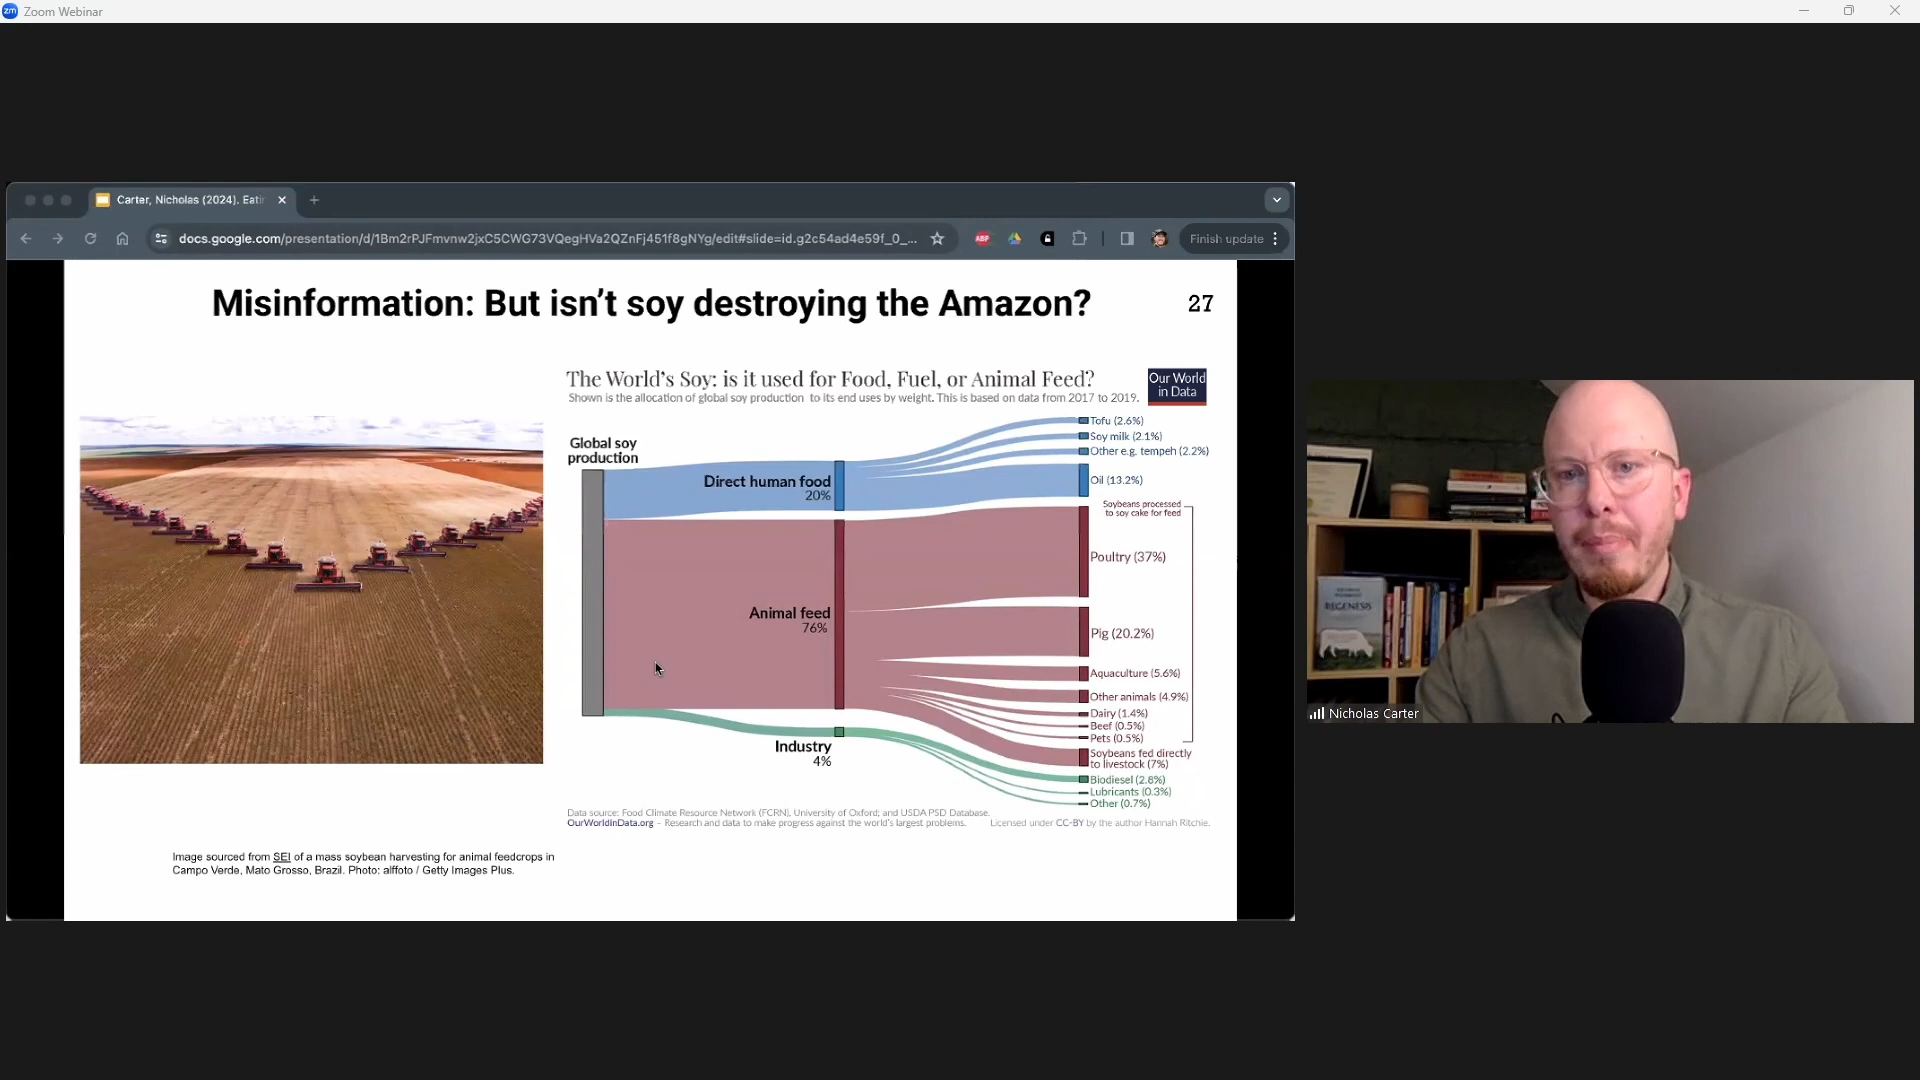 Zoom Webinar
Carter, Nicholas (2024). Eati
docs.google.com/presentation/d/1Bm2rPJFmvnw2jxC5CWG73VQegHVa2QZnFj451f8gNYg/edit#slide=id.g2c54ad4e59f_0_...
ABP
Finish update
Misinformation: But isn't soy destroying the Amazon?
27
The World's Soy: is it used for Food, Fuel, or Animal Feed?
Shown is the allocation of global soy production to its end uses by weight. This is based on data from 2017 to 2019.
Our World
in Data
Global soy
production
Direct human food
20%
Animal feed
76%
Industry
4%
Tofu (2.6%)
Soy milk (2.1%)
Other e.g. tempeh (2.2%)
Oil (13.2%)
Soybeans processed
to soy cake for feed
Poultry (37%)
Pig (20.2%)
Aquaculture (5.6%)
Other animals (4.9%)
Dairy (1.4%)
Beef (0.5%)
Pets (0.5%)
Soybeans fed directly
to livestock (7%)
Biodiesel (2.8%)
Lubricants (0.3%)
Other (0.7%)
Data source: Food Climate Resource Network (FCRN), University of Oxford; and USDA PSD Database.
OurWorldinData.org - Research and data to make progress against the world's largest problems.
Licensed under CC-BY by the author Hannah Ritchie.
Image sourced from SEI of a mass soybean harvesting for animal feedcrops in
Campo Verde, Mato Grosso, Brazil. Photo: alffoto / Getty Images Plus.
REGENESIS
Nicholas Carter